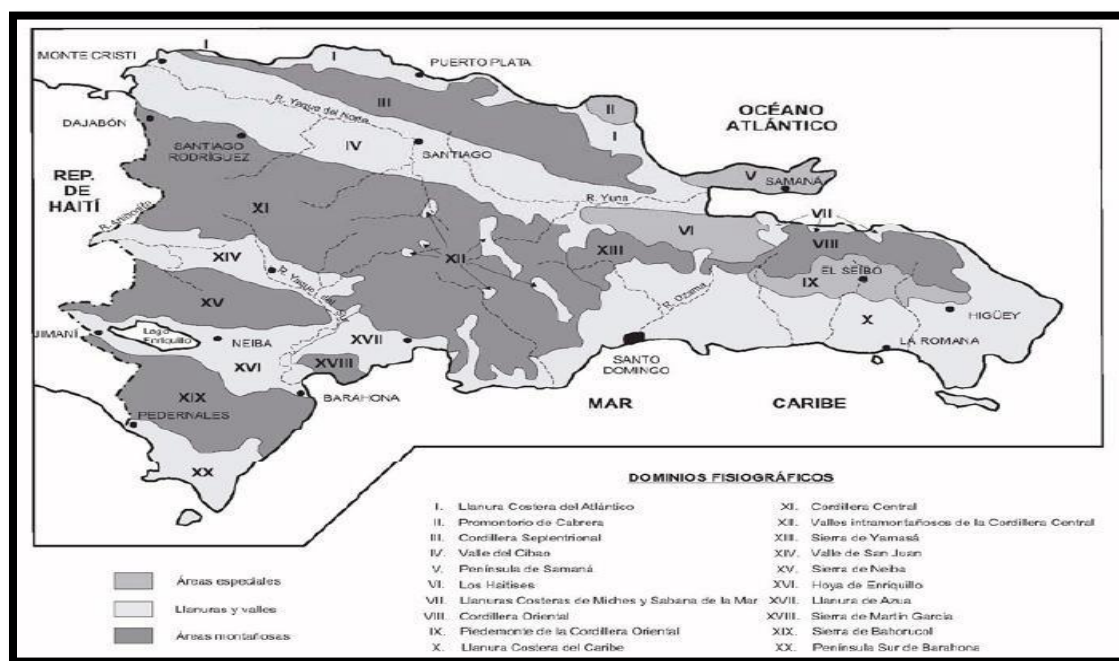 I
MONTE CRISTI
I
PUERTO PLATA
R. Yaque del Norte
III
II
OCÉANO
ATLÁNTICO
DAJABÓN
I
SANTIAGO
RODRÍGUEZ
IV
SANTIAGO
REP.
DE
HAITÍ
V
SAMANÁ
R. Yuna
R. Artibonito
XI
VII
VI
VIII
XIII
XII
XIV
EL SEÍBO
IX
R. Yaque del Sur
R. Ozama
XV
X
HIGÜEY
JIMANÍ
Lago
Enriquillo
NEIBA
XVII
LA ROMANA
XVI
XVIII
SANTO
DOMINGO
XIX
BARAHONA
MAR CARIBE
PEDERNALES
XX
DOMINIOS FISIOGRÁFICOS
I. Llanura Costera del Atlántico
II. Promontorio de Cabrera
III. Cordillera Septentrional
IV. Valle del Cibao
V. Península de Samaná
VI. Los Haitises
VII. Llanuras Costeras de Miches y Sabana de la Mar
VIII. Cordillera Oriental
IX. Piedemonte de la Cordillera Oriental
X. Llanura Costera del Caribe
XI. Cordillera Central
XII. Valles intramontañosos de la Cordillera Central
XIII. Sierra de Yamasá
XIV. Valle de San Juan
XV. Sierra de Neiba
XVI. Hoya de Enriquillo
XVII. Llanura de Azua
XVIII. Sierra de Martín García
XIX. Sierra de Bahoruco
XX. Península Sur de Barahona
Áreas especiales
Llanuras y valles
Áreas montañosas